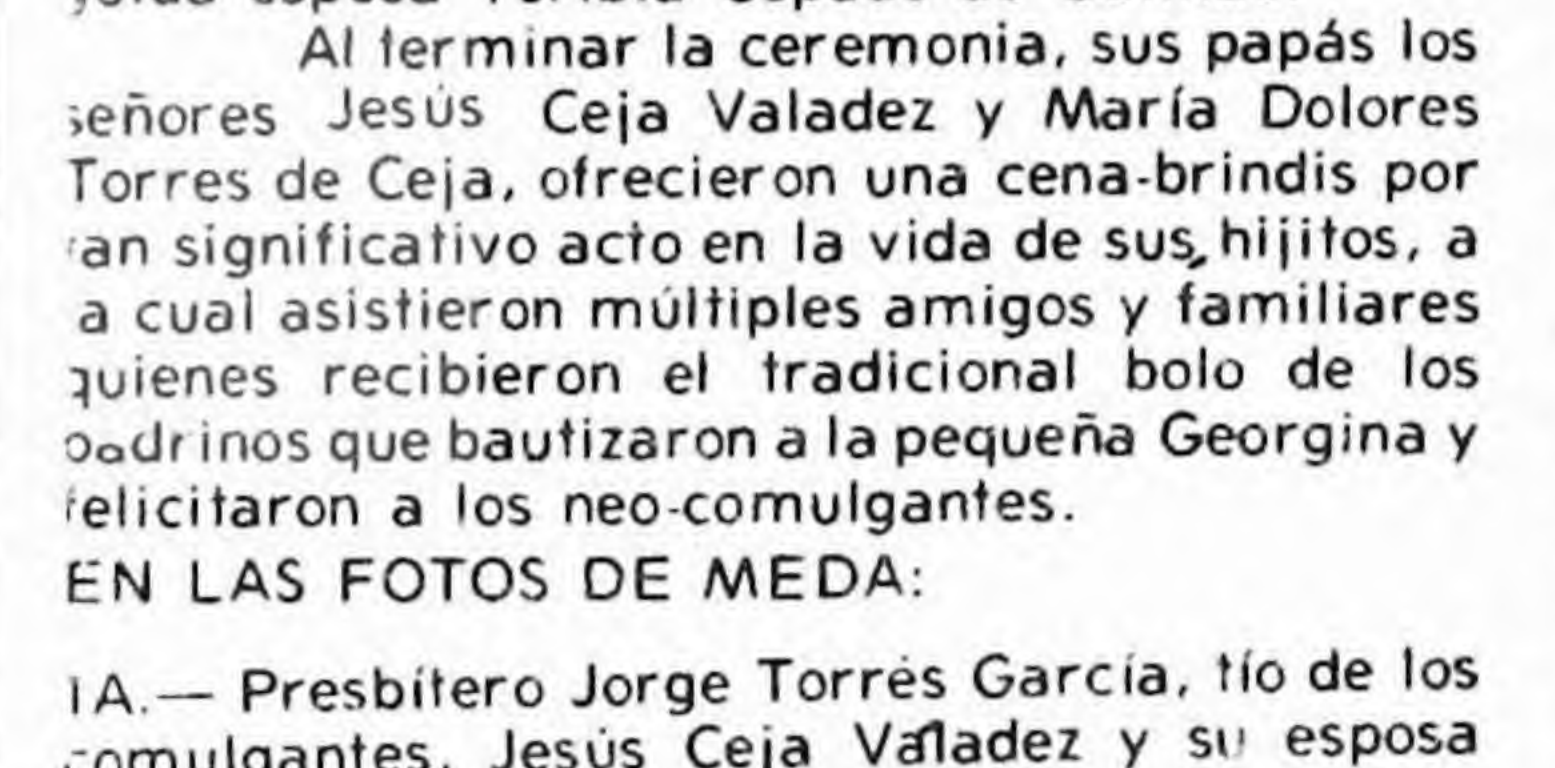 Al terminar la ceremonia, sus papás los
señores Jesús Ceja Valadez y María Dolores
Torres de Ceja, ofrecieron una cena-brindis por
tan significativo acto en la vida de sus hijitos, a
a cual asistieron múltiples amigos y familiares
quienes recibieron el tradicional bolo de los
padrinos que bautizaron a la pequeña Georgina y
felicitaron a los neo-comulgantes.
EN LAS FOTOS DE MEDA:
1A.— Presbítero Jorge Torres García, tío de los
comulgantes, Jesús Ceja Valadez y su esposa